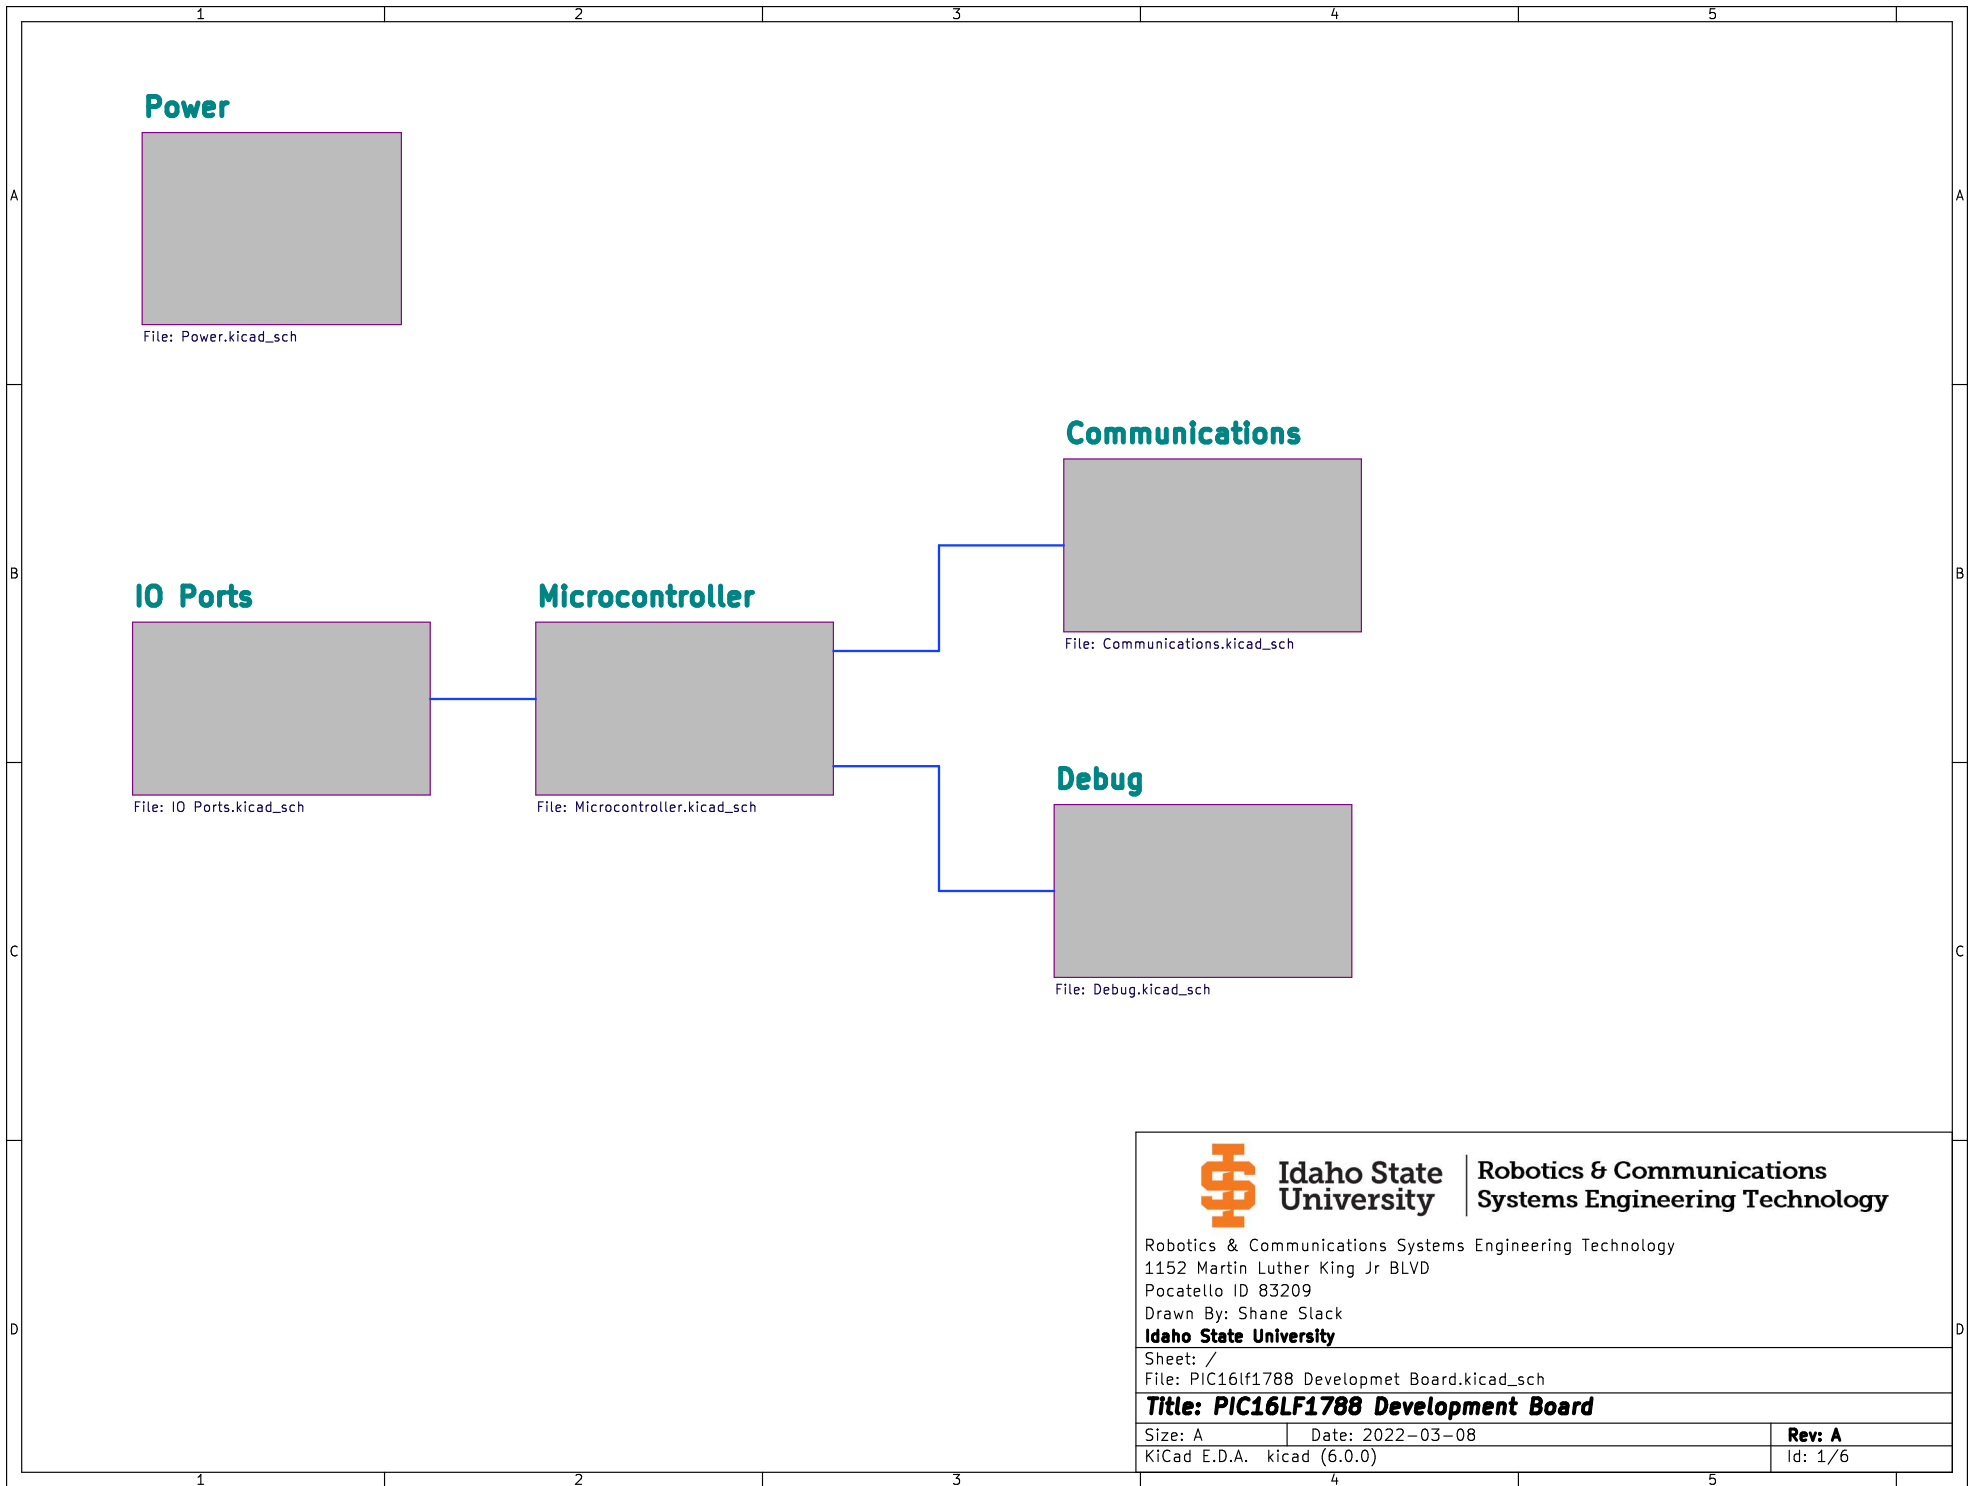 1 2 3 4 5
Power
A A
File: Power.kicad_sch
Communications
B B
IO Ports Microcontroller
File: Communications.kicad_sch
Debug
File: IO Ports.kicad_sch File: Microcontroller.kicad_sch
C C
File: Debug.kicad_sch
Idaho State University
Robotics & Communications
Systems Engineering Technology
Robotics & Communications Systems Engineering Technology
1152 Martin Luther King Jr BLVD
Pocatello ID 83209
Drawn By: Shane Slack
D D
Idaho State University
Sheet: /
File: PIC16lf1788 Developmet Board.kicad_sch
Title: PIC16LF1788 Development Board
Size: A Date: 2022-03-08 Rev: A
KiCad E.D.A. kicad (6.0.0) Id: 1/6
1 2 3 4 5